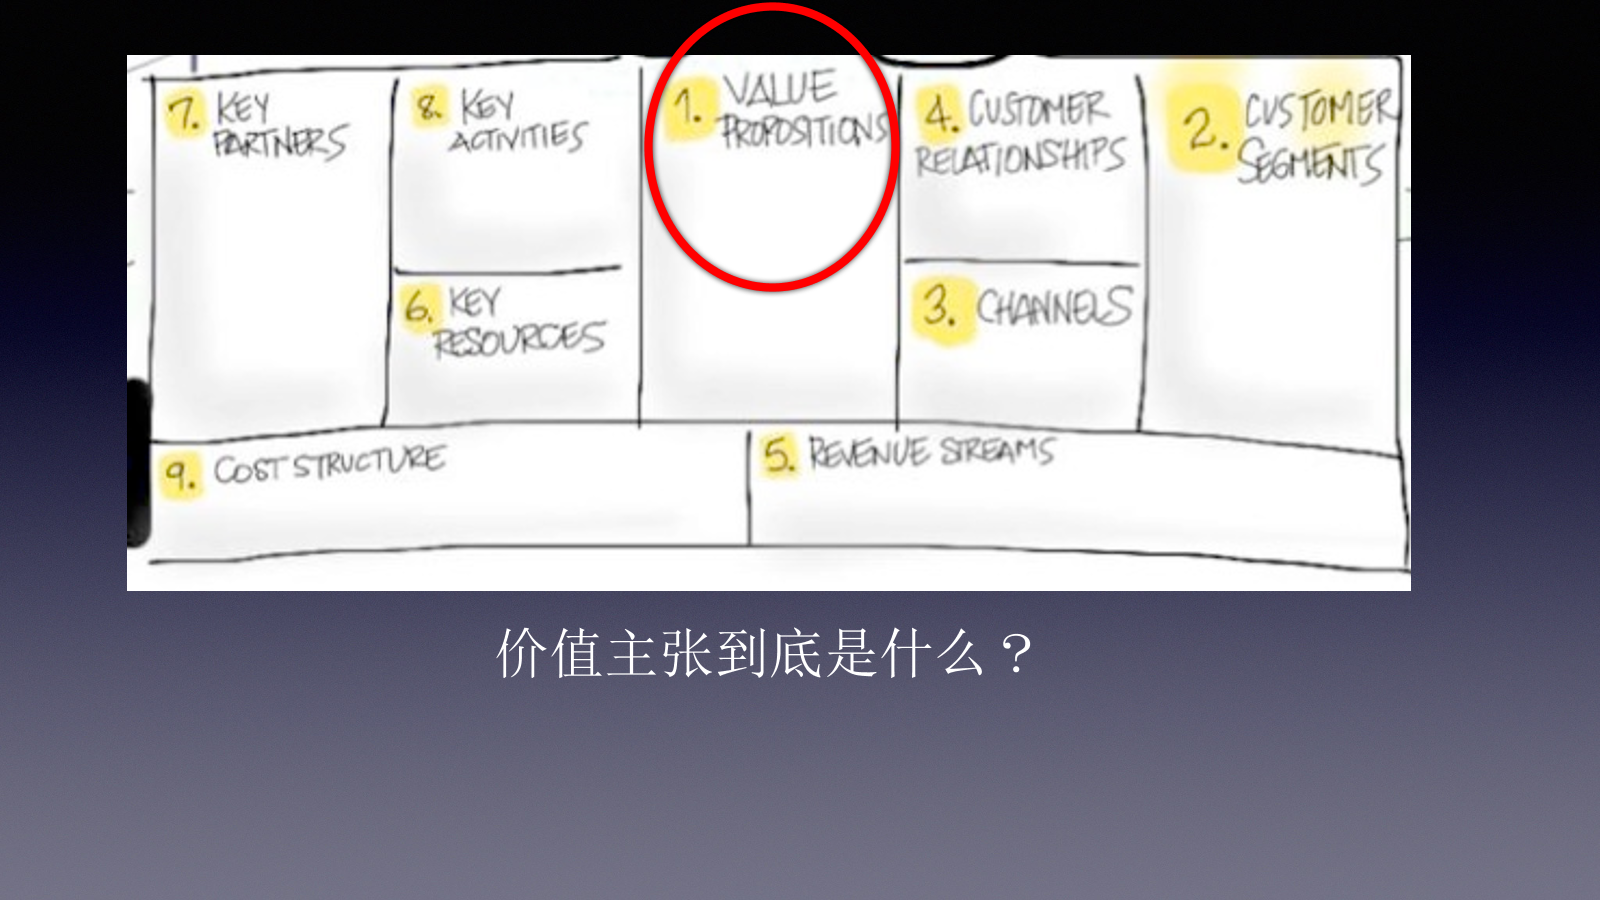 7. KEY
PARTNERS
8. KEY
ACTIVITIES
6. KEY
RESOURCES
1. VALUE
PROPOSITIONS
4. CUSTOMER
RELATIONSHIPS
3. CHANNELS
2. CUSTOMER
SEGMENTS
9. COST STRUCTURE
5. REVENUE STREAMS
价值主张到底是什么？